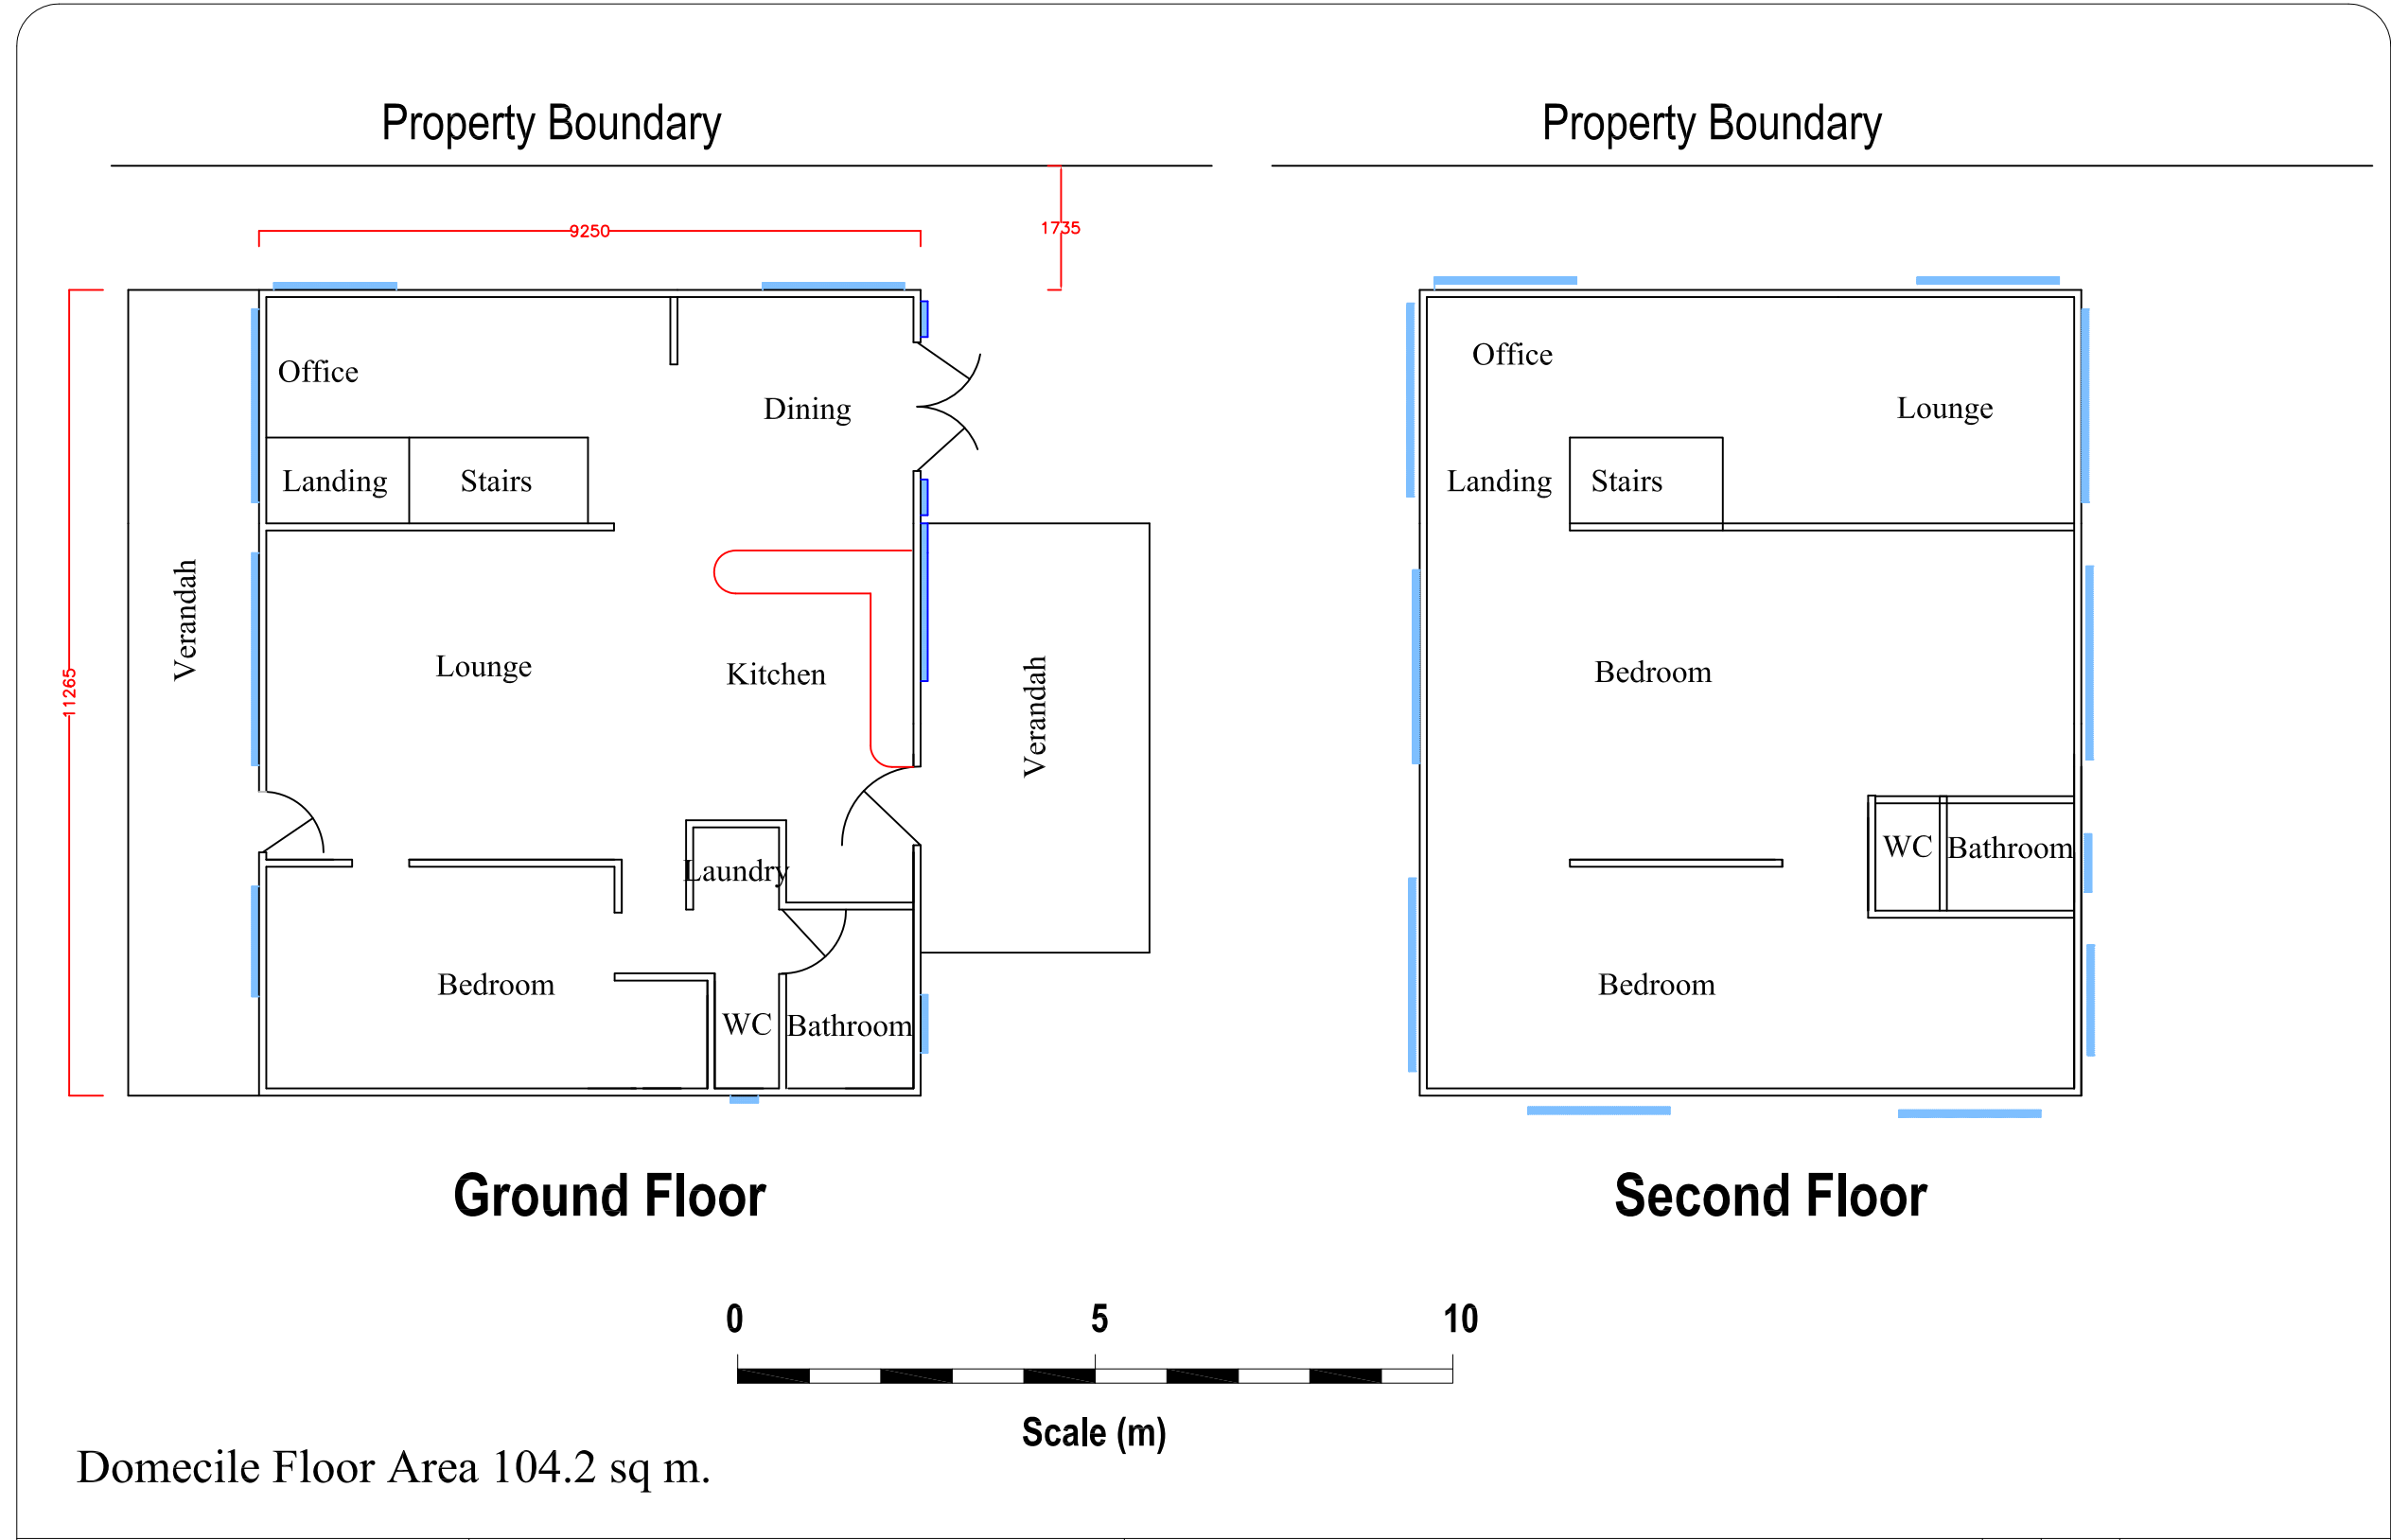 Property Boundary
Property Boundary
9250
1735
Office
Dining
Landing
Stairs
Verandah
Lounge
Kitchen
Verandah
11265
Laundry
Bedroom
WC
Bathroom
Office
Lounge
Landing
Stairs
Bedroom
WC
Bathroom
Bedroom
Ground Floor
Second Floor
0 5 10
Scale (m)
Domecile Floor Area 104.2 sq m.